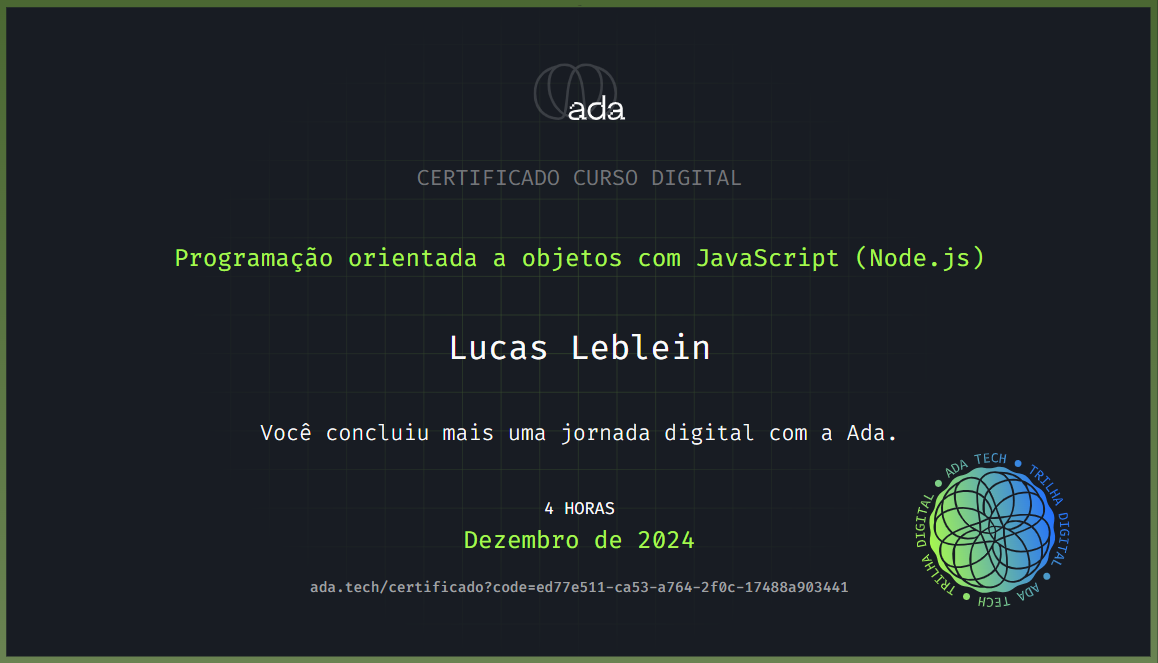 ada
CERTIFICADO CURSO DIGITAL
Programação orientada a objetos com JavaScript (Node.js)
Lucas Leblein
Você concluiu mais uma jornada digital com a Ada.
4 HORAS
Dezembro de 2024
ada.tech/certificado?code=ed77e511-ca53-a764-2f0c-17488a903441
ADA TECH • TRILHA DIGITAL • ADA TECH • TRILHA DIGITAL •